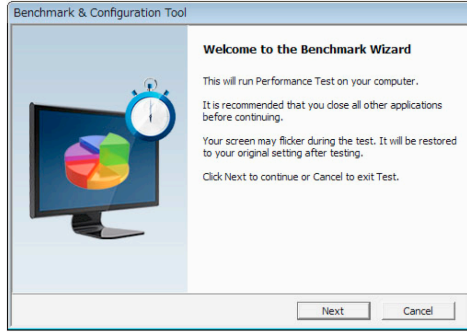 Benchmark & Configuration Tool
Welcome to the Benchmark Wizard
This will run Performance Test on your computer.
It is recommended that you close all other applications
before continuing.
Your screen may flicker during the test. It will be restored
to your original setting after testing.
Click Next to continue or Cancel to exit Test.
Next
Cancel